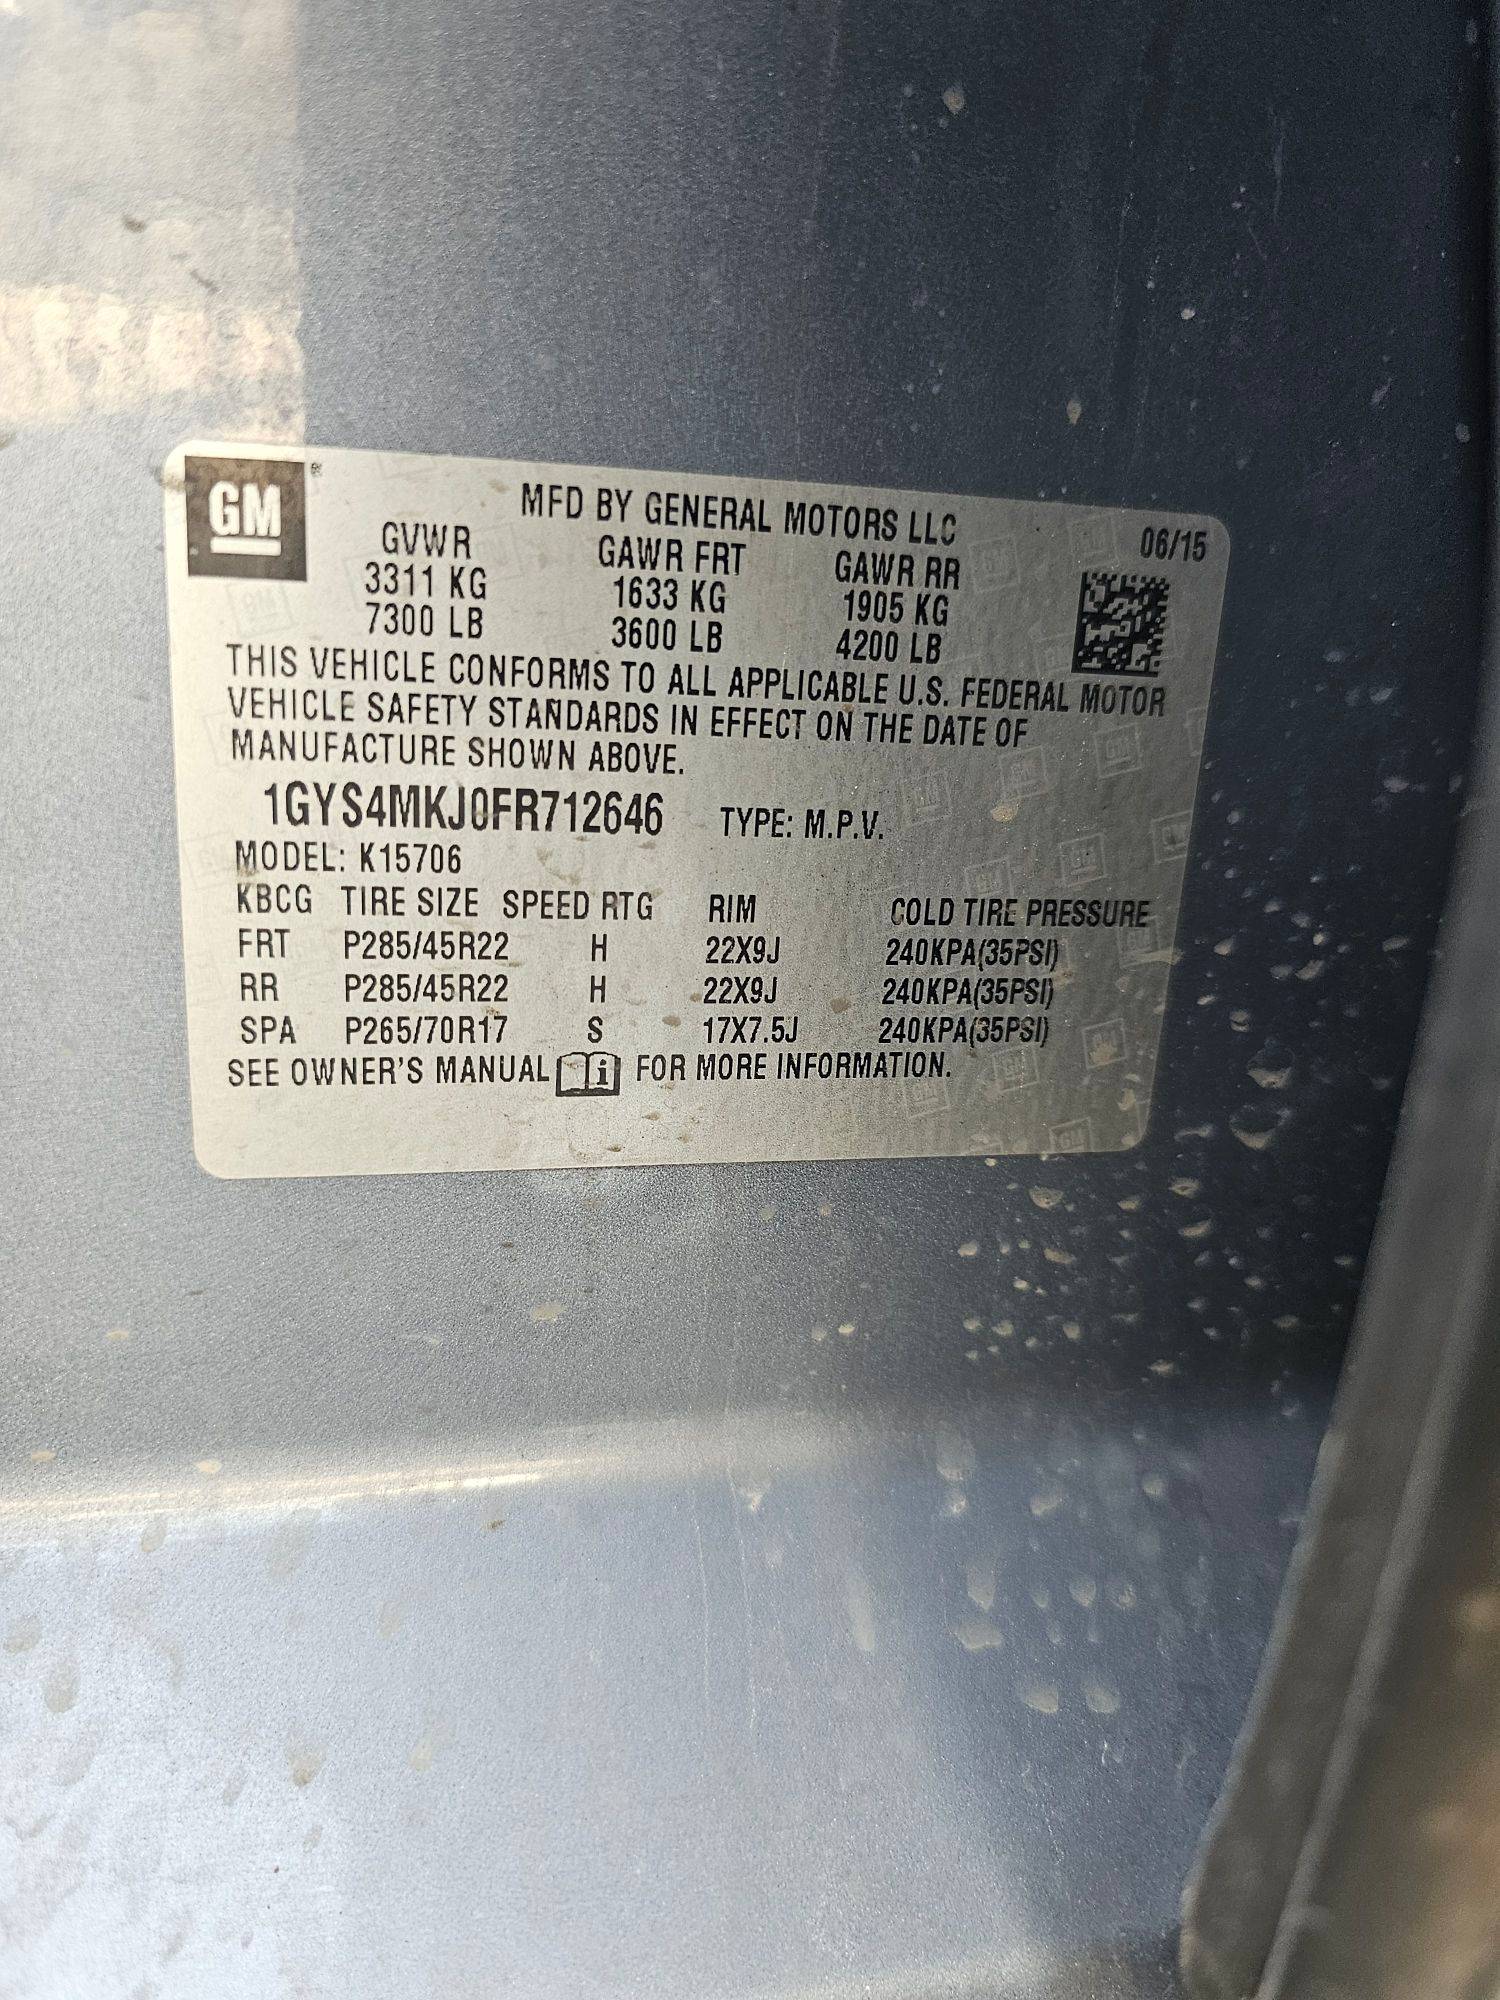 GM
MFD BY GENERAL MOTORS LLC 06/15
GVWR GAWR FRT GAWR RR
3311 KG 1633 KG 1905 KG
7300 LB 3600 LB 4200 LB
THIS VEHICLE CONFORMS TO ALL APPLICABLE U.S. FEDERAL MOTOR
VEHICLE SAFETY STANDARDS IN EFFECT ON THE DATE OF
MANUFACTURE SHOWN ABOVE.
1GYS4MKJ0FR712646 TYPE: M.P.V.
MODEL: K15706
KBCG TIRE SIZE SPEED RTG RIM COLD TIRE PRESSURE
FRT P285/45R22 H 22X9J 240KPA(35PSI)
RR P285/45R22 H 22X9J 240KPA(35PSI)
SPA P265/70R17 S 17X7.5J 240KPA(35PSI)
SEE OWNER'S MANUAL i FOR MORE INFORMATION.